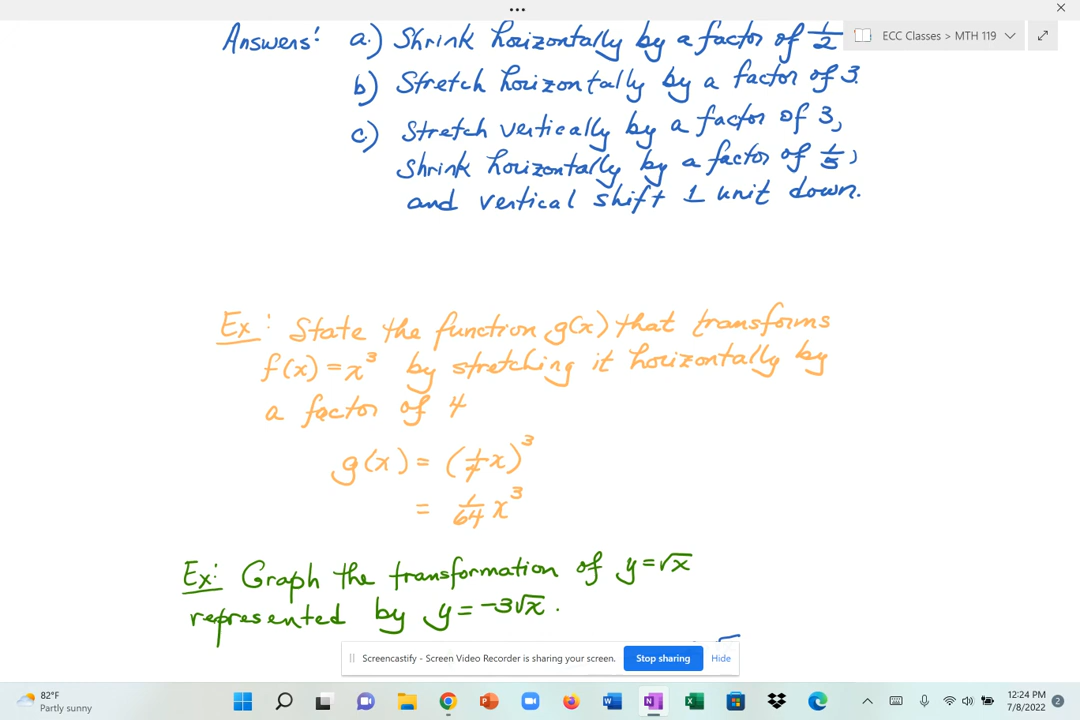 Answers: a.) Shrink horizontally by a factor of 1/2
ECC Classes > MTH 119
b) Stretch horizontally by a factor of 3.
c) Stretch vertically by a factor of 3,
Shrink horizontally by a factor of 1/5,
and vertical shift 1 unit down.
Ex: State the function g(x) that transforms
f(x) = x³ by stretching it horizontally by
a factor of 4
g(x) = (1/4 x)³
= 1/64 x³
Ex: Graph the transformation of y=√x
represented by y = -3√x.
Screencastify - Screen Video Recorder is sharing your screen. Stop sharing Hide
82°F
Partly sunny
12:24 PM
7/8/2022
2